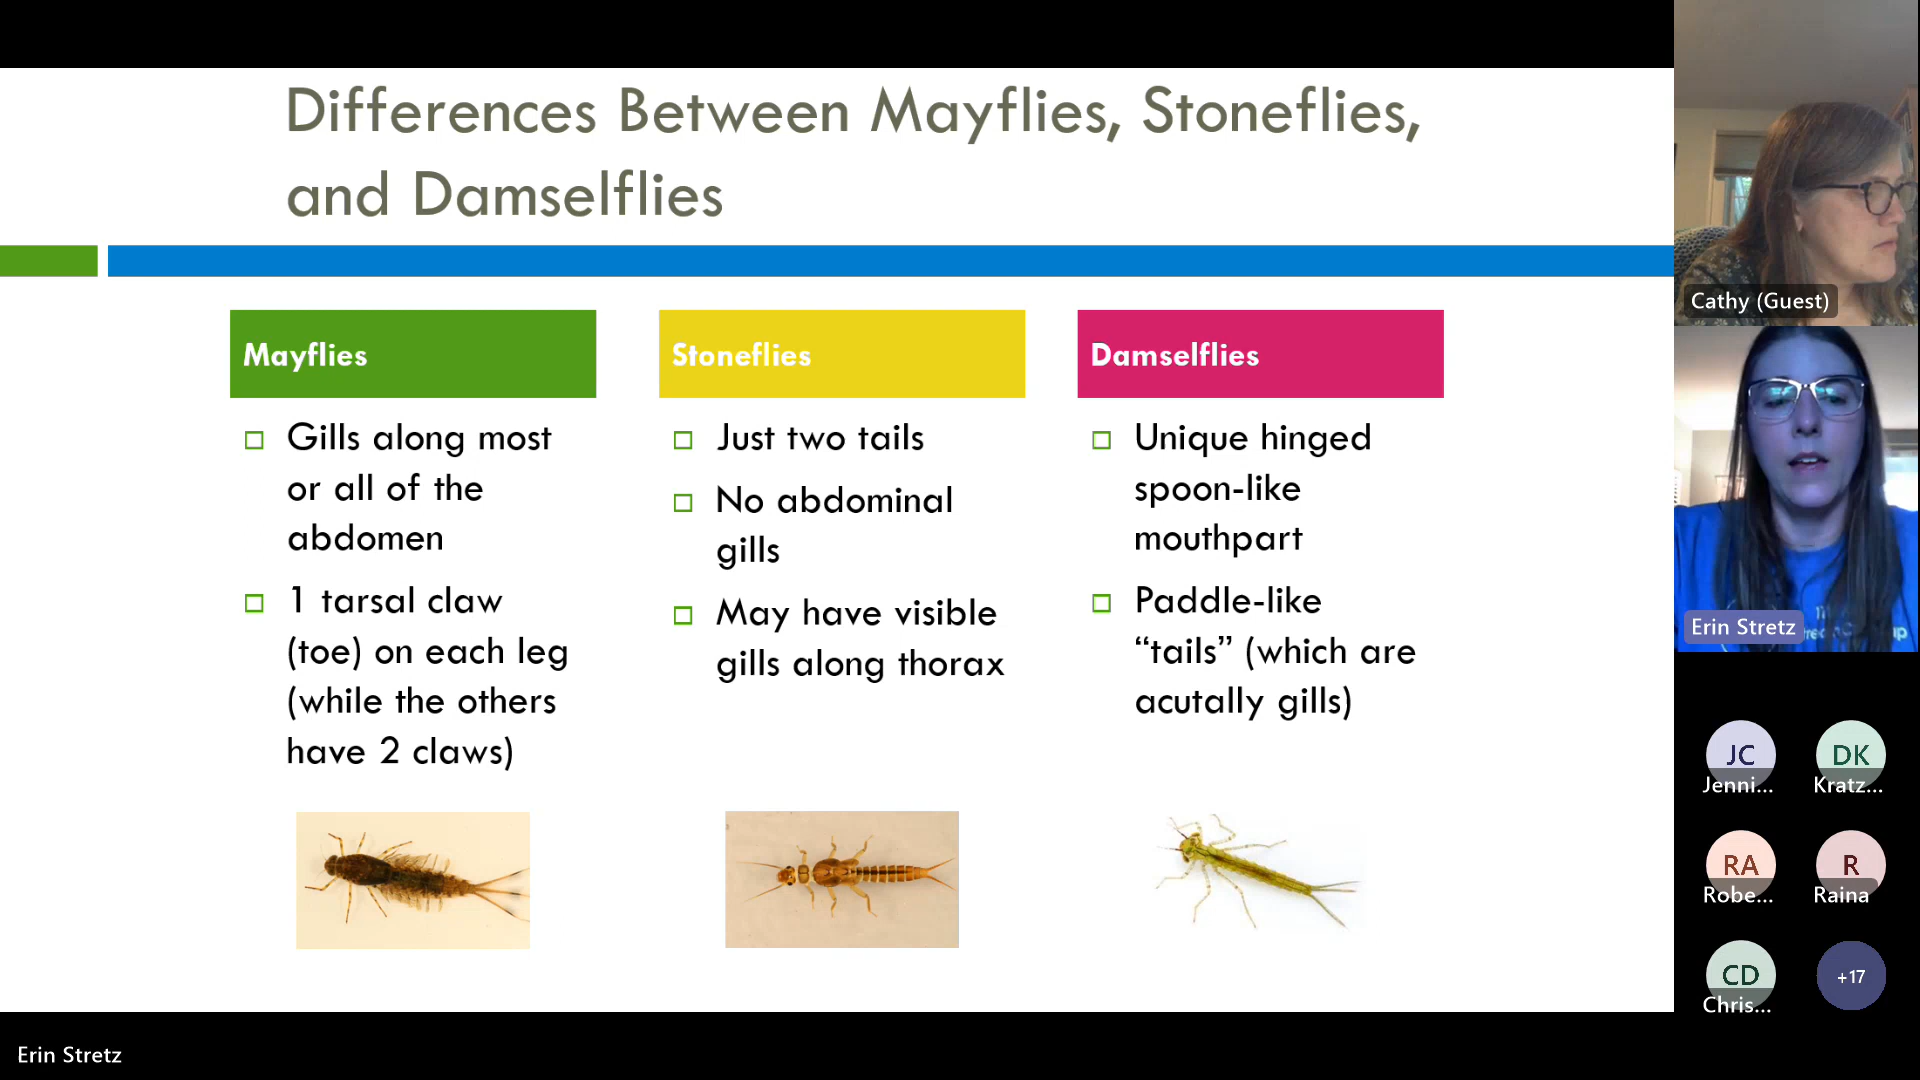 Differences Between Mayflies, Stoneflies,
and Damselflies
Mayflies
Gills along most
or all of the
abdomen
1 tarsal claw
(toe) on each leg
(while the others
have 2 claws)
Stoneflies
Just two tails
No abdominal
gills
May have visible
gills along thorax
Damselflies
Unique hinged
spoon-like
mouthpart
Paddle-like
“tails” (which are
acutally gills)
Cathy (Guest)
Erin Stretz
JC
Jenni...
DK
Kratz...
RA
Robe...
R
Raina
CD
Chris...
+17
Erin Stretz